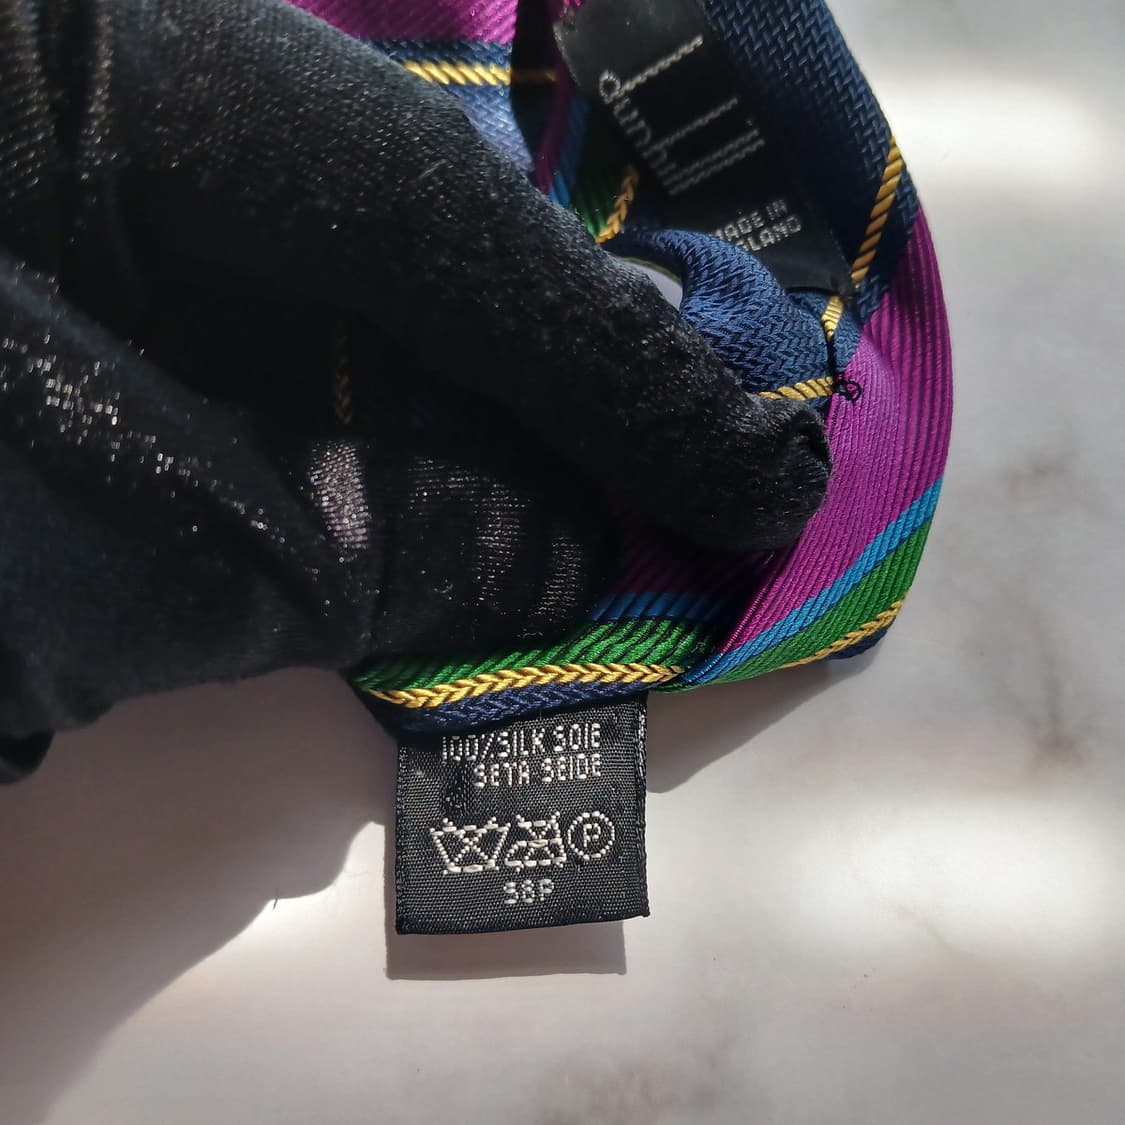 dunhill
MADE IN
100% SILK SOIE
SETA SEIDE
P
S8P